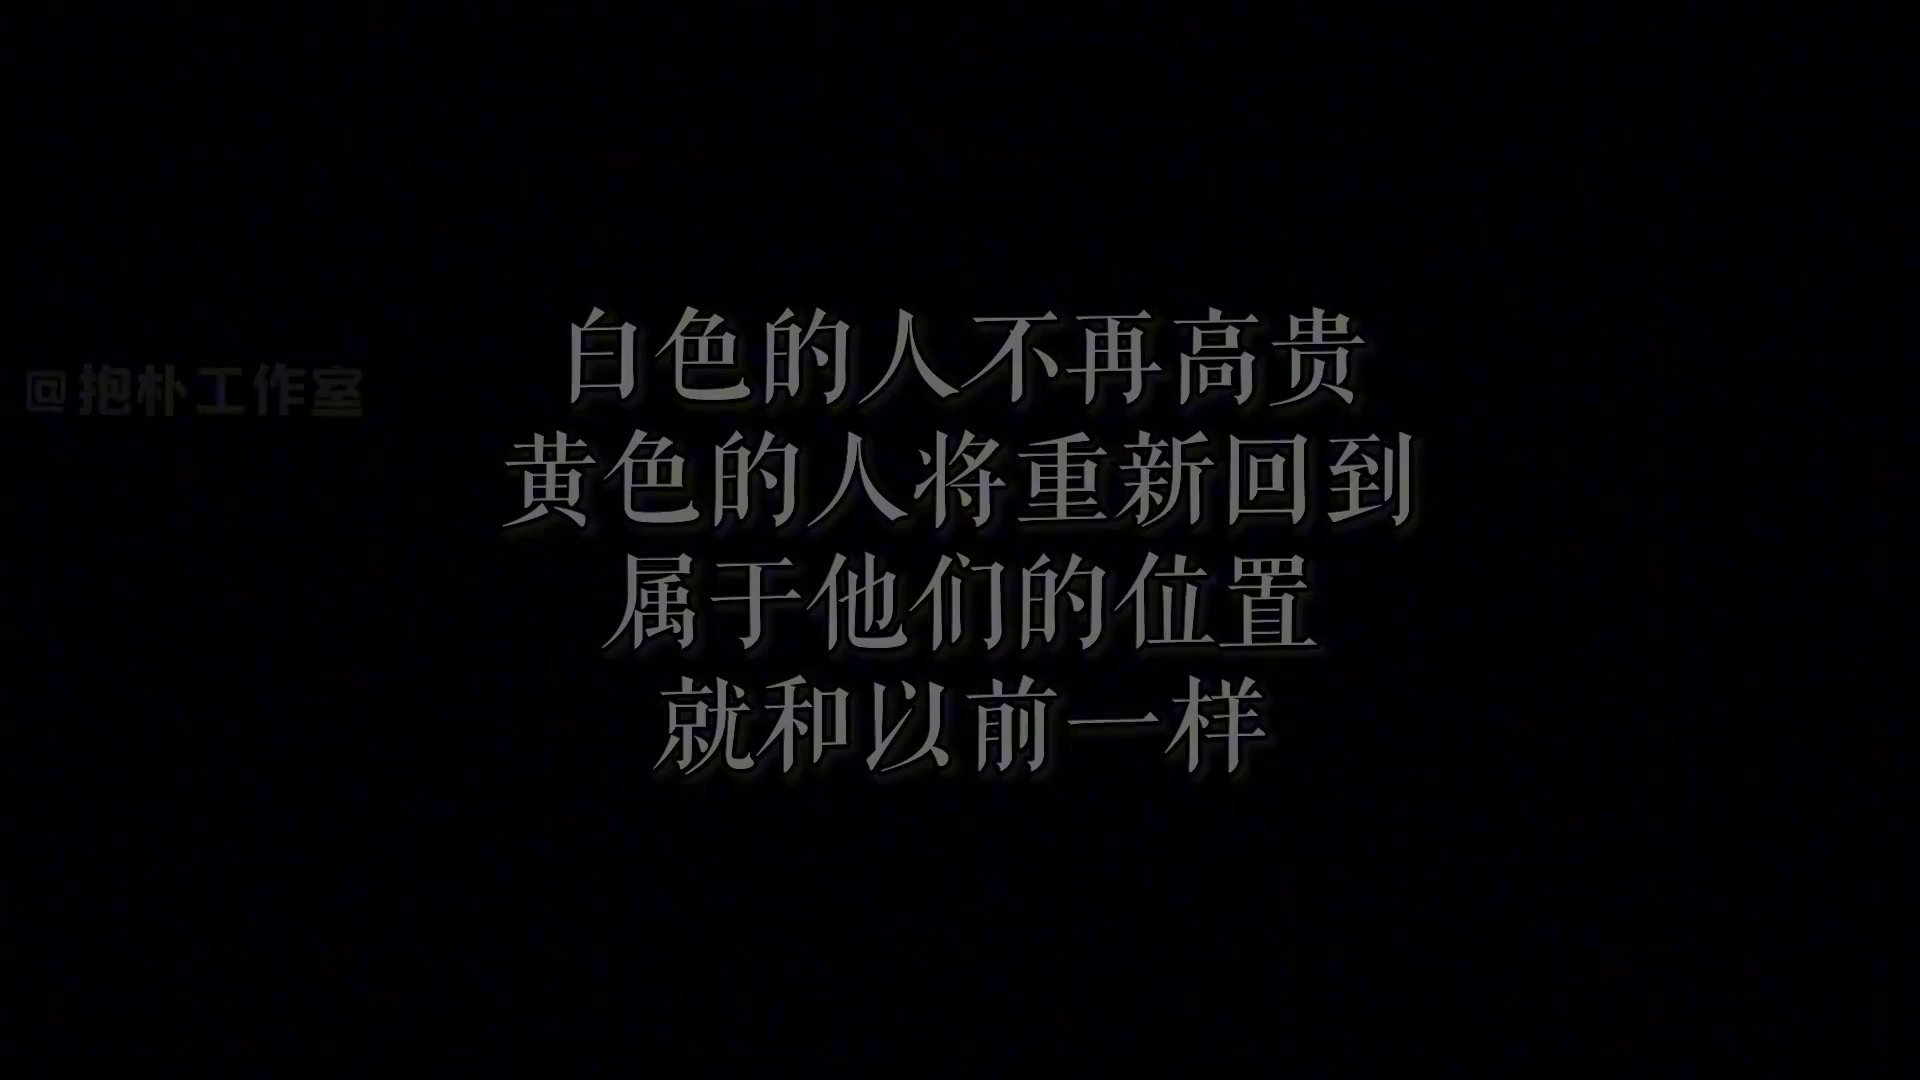 白色的人不再高贵
@抱朴工作室
黄色的人将重新回到
属于他们的位置
就和以前一样